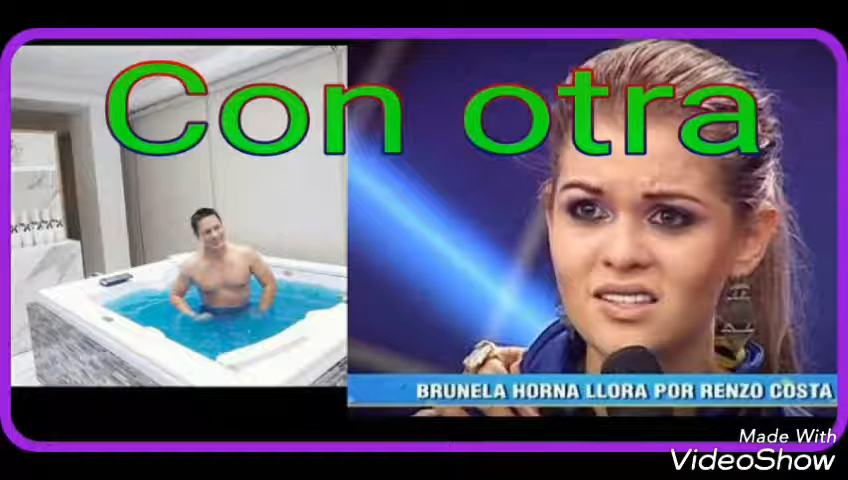 Con otra
BRUNELA HORNA LLORA POR RENZO COSTA
Made With
VideoShow